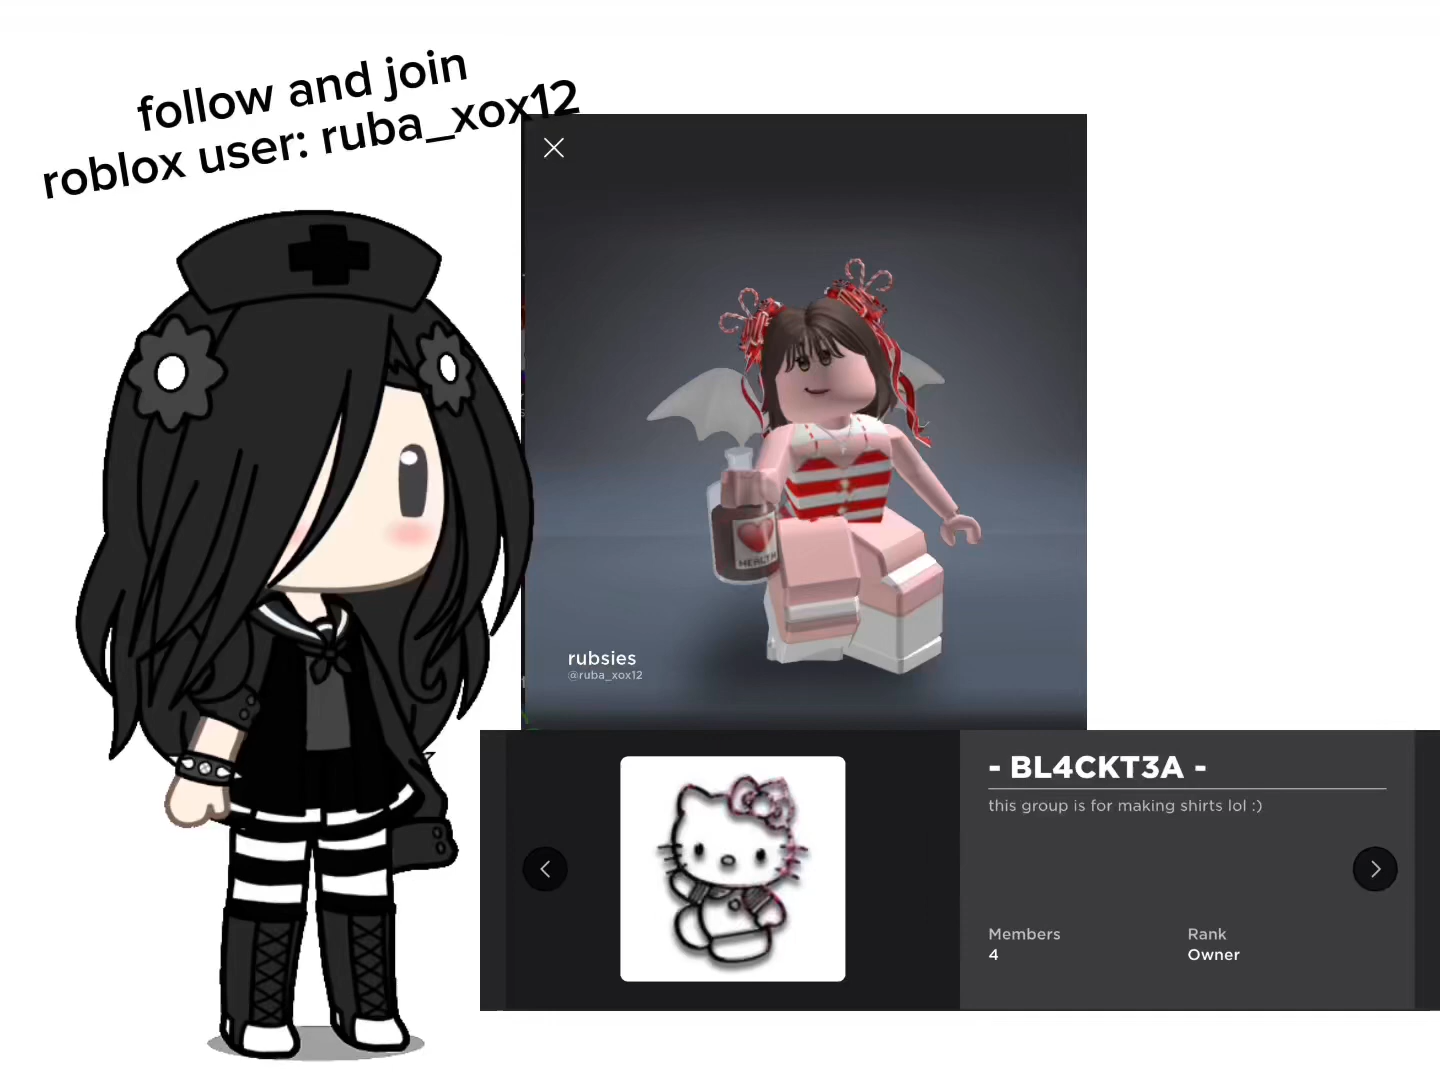 follow and join
roblox user: ruba_xox12
HEALTH
rubsies
@ruba_xox12
- BL4CKT3A -
this group is for making shirts lol :)
Members
4
Rank
Owner